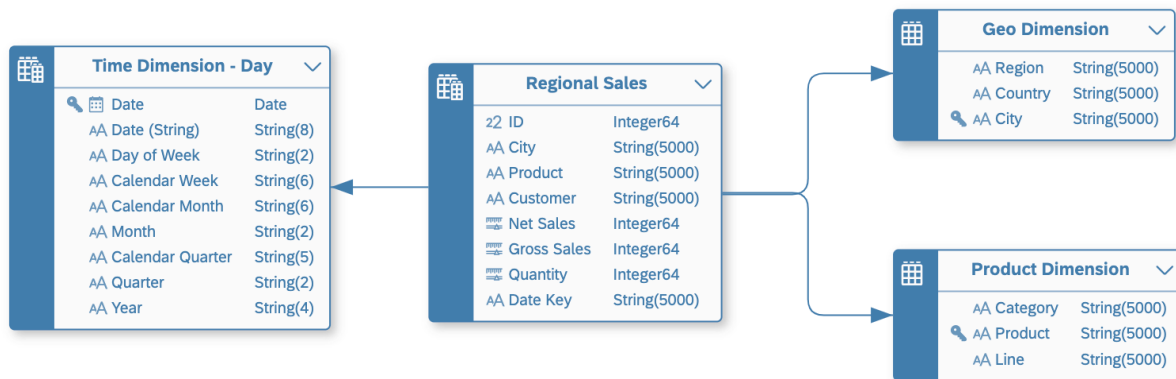 Time Dimension - Day
Date Date
Date (String) String(8)
Day of Week String(2)
Calendar Week String(6)
Calendar Month String(6)
Month String(2)
Calendar Quarter String(5)
Quarter String(2)
Year String(4)
Regional Sales
ID Integer64
City String(5000)
Product String(5000)
Customer String(5000)
Net Sales Integer64
Gross Sales Integer64
Quantity Integer64
Date Key String(5000)
Geo Dimension
Region String(5000)
Country String(5000)
City String(5000)
Product Dimension
Category String(5000)
Product String(5000)
Line String(5000)